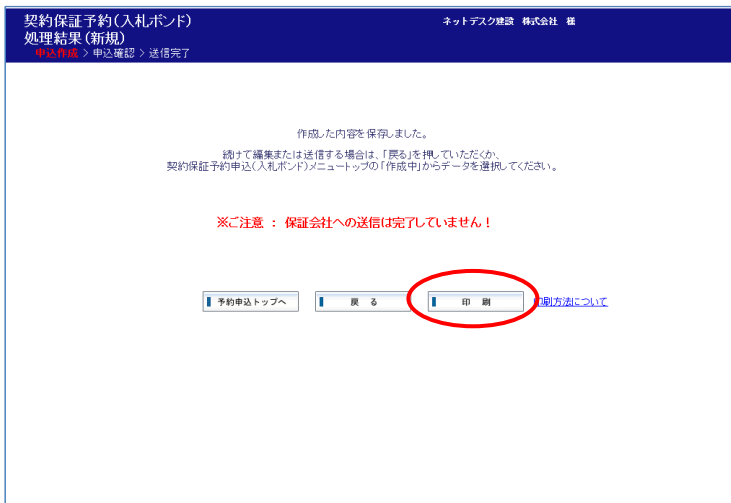 契約保証予約(入札ボンド)
ネットデスク建設 株式会社 様
処理結果(新規)
申込作成 > 申込確認 > 送信完了
作成した内容を保存しました。
続けて編集または送信する場合は、「戻る」を押していただくか、
契約保証予約申込(入札ボンド)メニュートップの「作成中」からデータを選択してください。
※ご注意 : 保証会社への送信は完了していません!
予約申込トップへ 戻 る 印 刷 印刷方法について